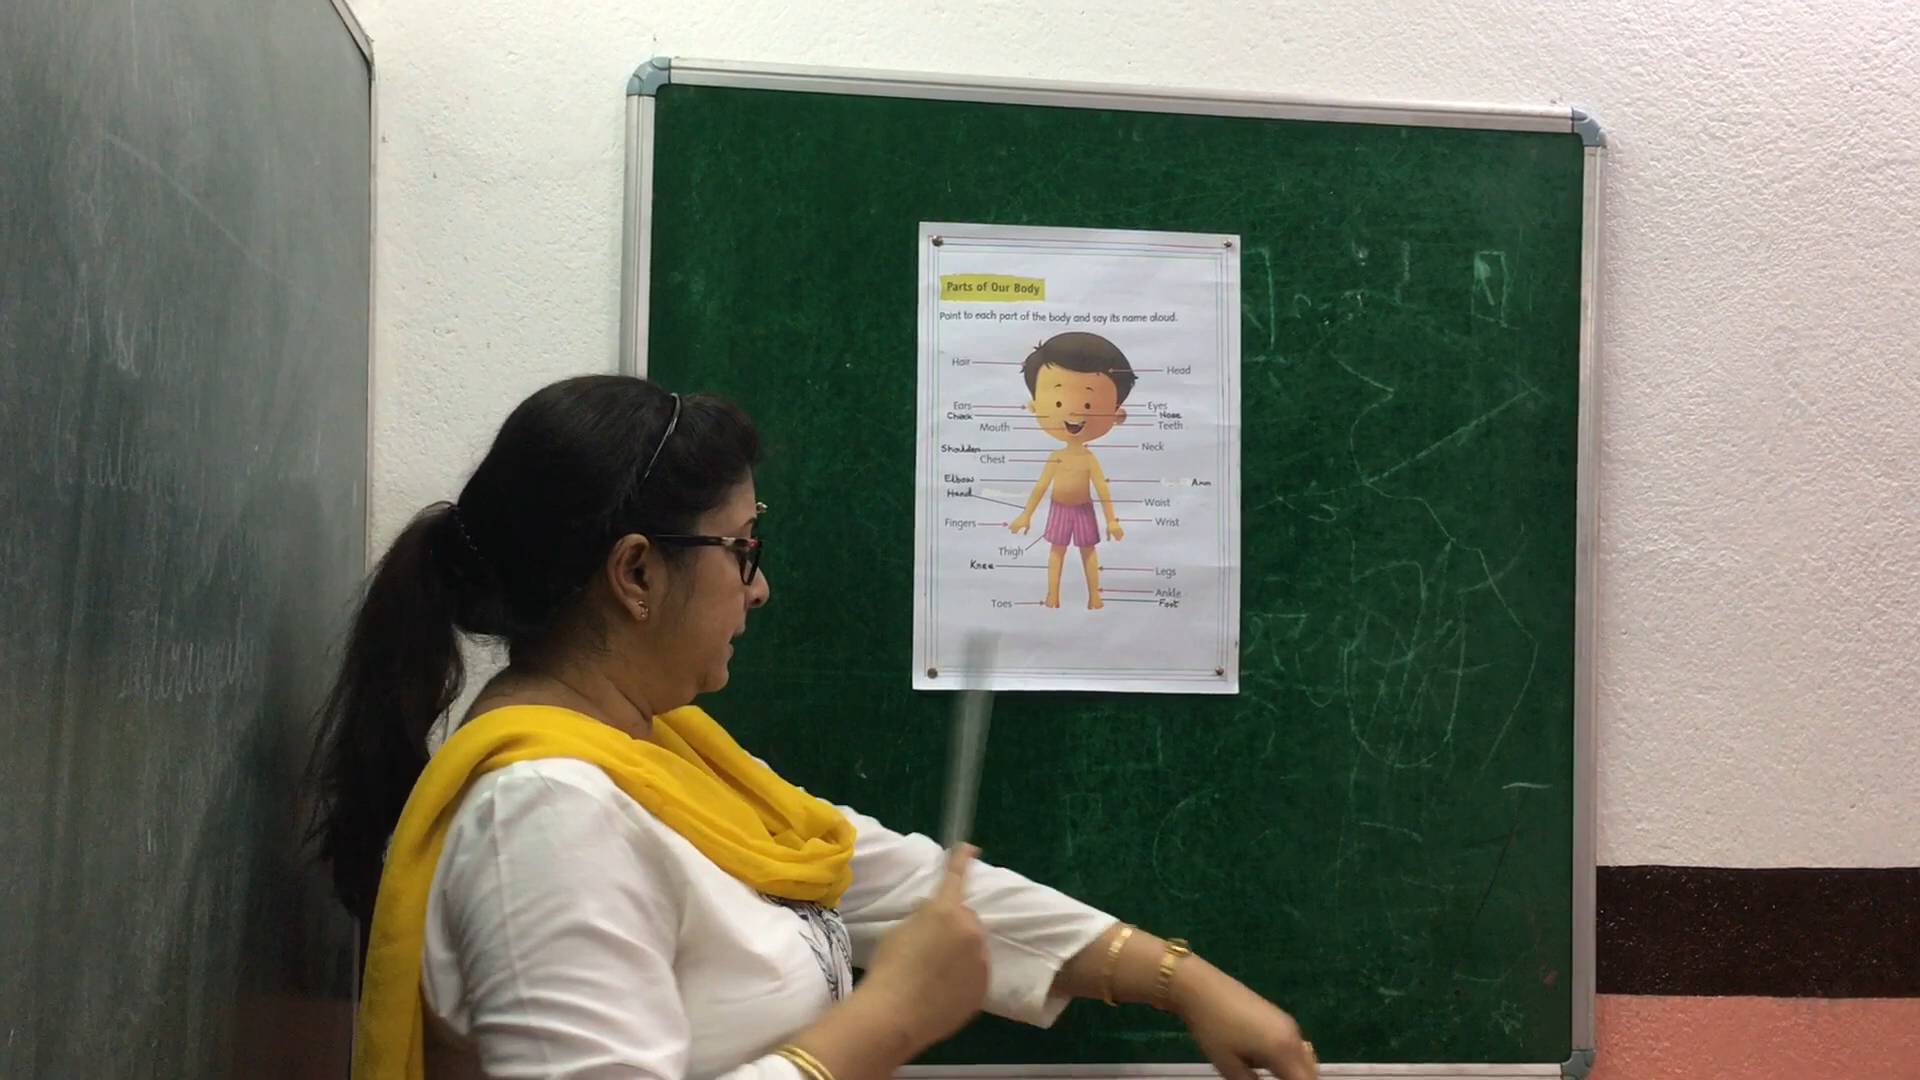 Parts of Our Body
Point to each part of the body and say its name aloud.
Hair
Head
Ears
Eyes
Cheek
Nose
Mouth
Teeth
Shoulder
Neck
Chest
Elbow
Arm
Hand
Waist
Fingers
Wrist
Thigh
Knee
Legs
Ankle
Toes
Foot